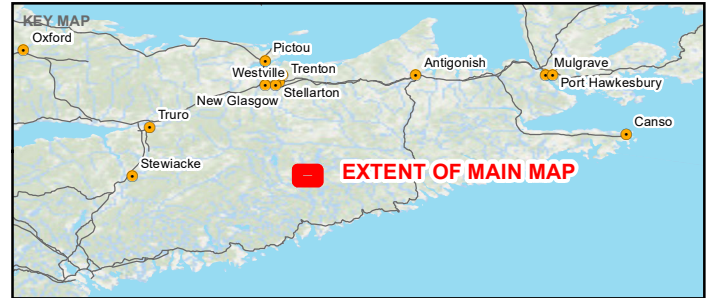 KEY MAP
Oxford
Pictou
Westville
Trenton
Antigonish
Mulgrave
New Glasgow
Stellarton
Port Hawkesbury
Truro
Canso
Stewiacke
EXTENT OF MAIN MAP